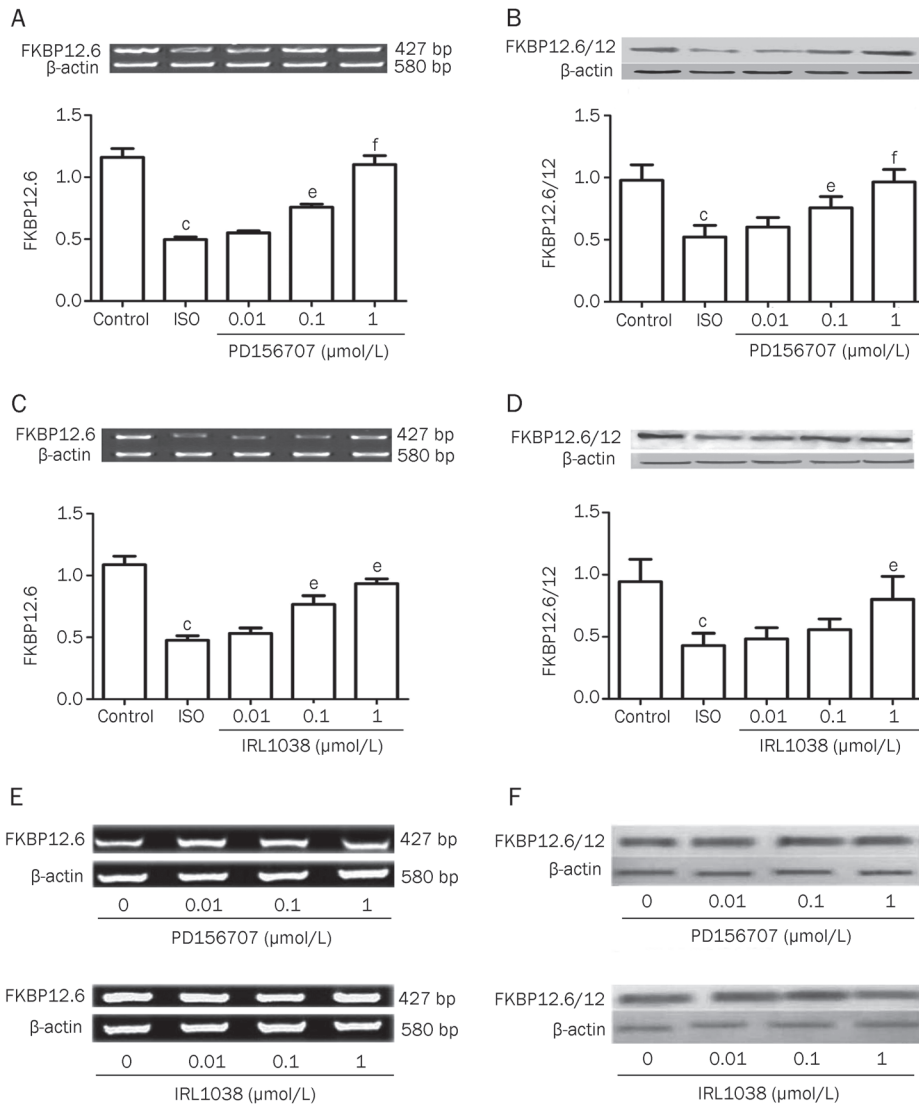 A
FKBP12.6 427 bp
β-actin 580 bp
1.5
1.0
0.5
0.0
FKBP12.6
c
e
f
Control ISO 0.01 0.1 1
PD156707 (μmol/L)
B
FKBP12.6/12
β-actin
1.5
1.0
0.5
0.0
FKBP12.6/12
c
e
f
Control ISO 0.01 0.1 1
PD156707 (μmol/L)
C
FKBP12.6 427 bp
β-actin 580 bp
1.5
1.0
0.5
0.0
FKBP12.6
c
e
e
Control ISO 0.01 0.1 1
IRL1038 (μmol/L)
D
FKBP12.6/12
β-actin
1.5
1.0
0.5
0.0
FKBP12.6/12
c
e
Control ISO 0.01 0.1 1
IRL1038 (μmol/L)
E
FKBP12.6 427 bp
β-actin 580 bp
0 0.01 0.1 1
PD156707 (μmol/L)
FKBP12.6 427 bp
β-actin 580 bp
0 0.01 0.1 1
IRL1038 (μmol/L)
F
FKBP12.6/12
β-actin
0 0.01 0.1 1
PD156707 (μmol/L)
FKBP12.6/12
β-actin
0 0.01 0.1 1
IRL1038 (μmol/L)